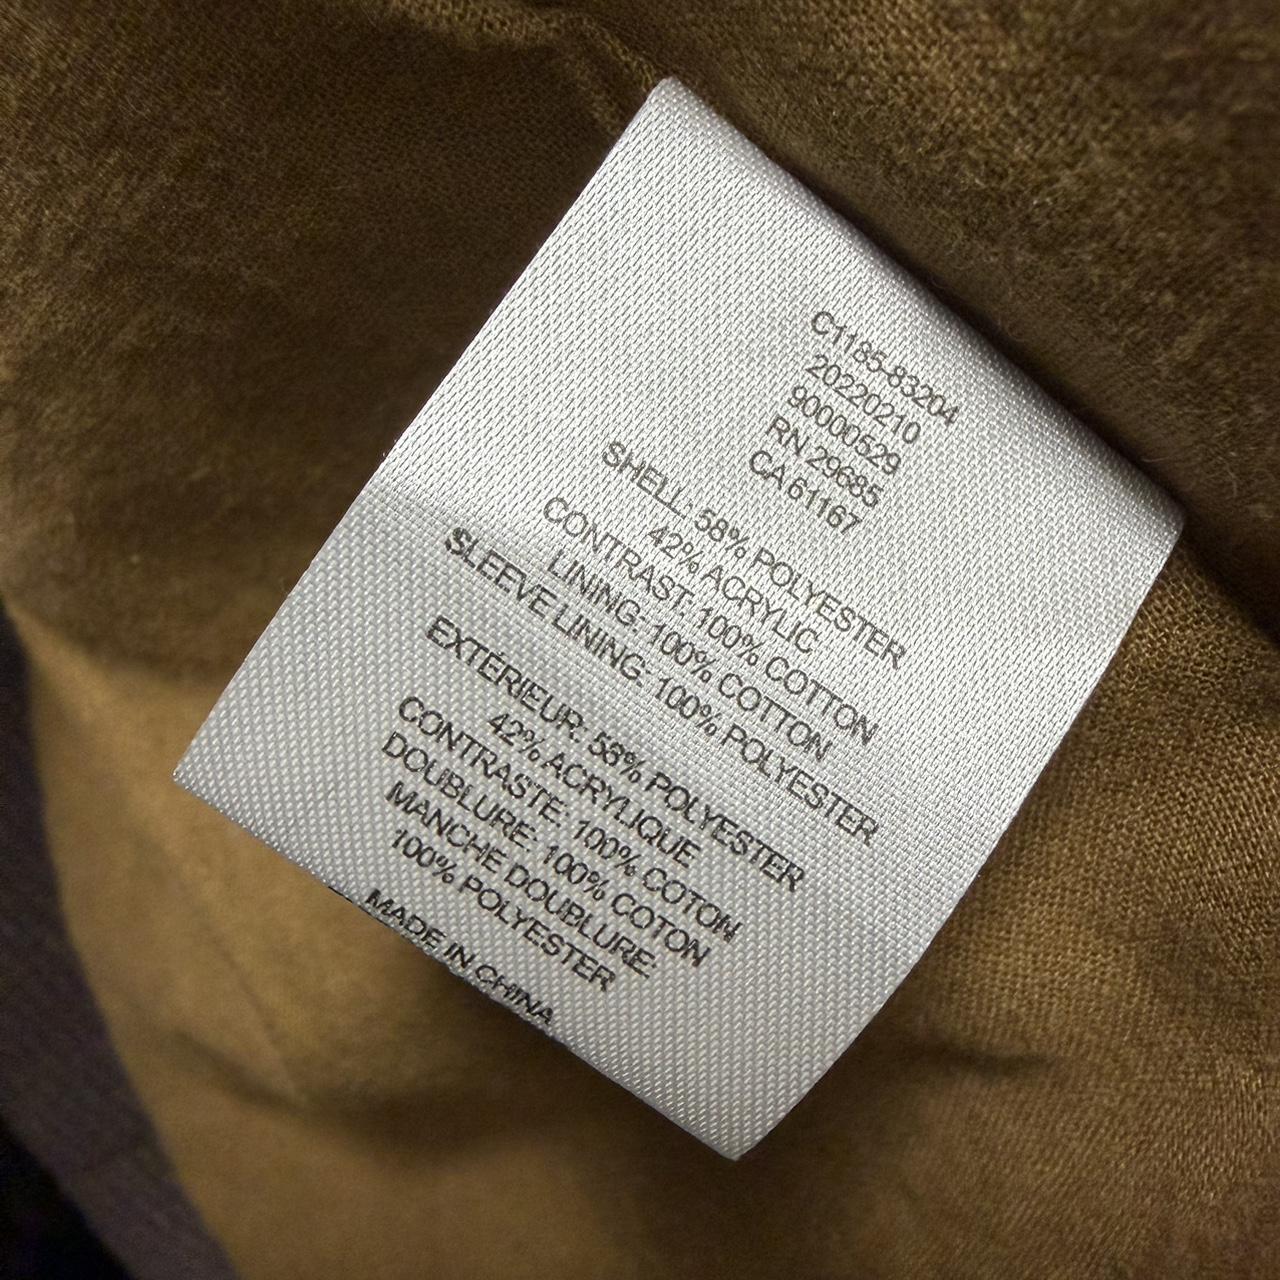 C1185-83204
20220210
90000529
RN 29685
CA 61167
SHELL: 58% POLYESTER
42% ACRYLIC
CONTRAST: 100% COTTON
LINING: 100% COTTON
SLEEVE LINING: 100% POLYESTER
EXTÉRIEUR: 58% POLYESTER
42% ACRYLIQUE
CONTRASTE: 100% COTON
DOUBLURE: 100% COTON
MANCHE DOUBLURE:
100% POLYESTER
MADE IN CHINA